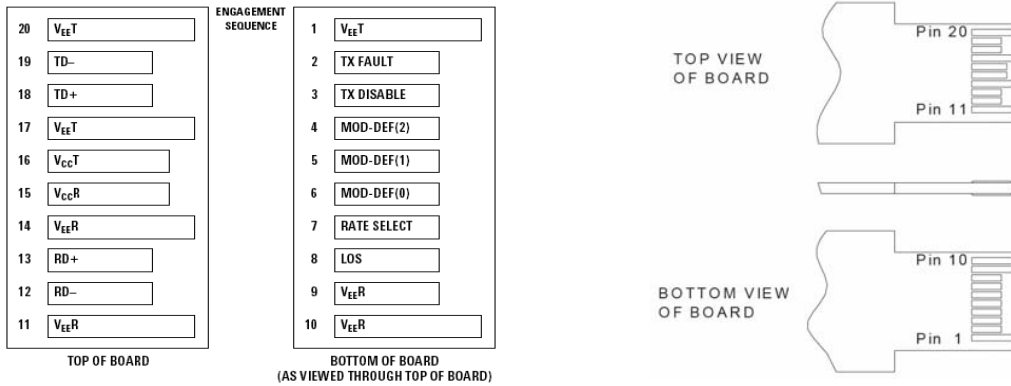 ENGAGEMENT
SEQUENCE
20 VEET
19 TD–
18 TD+
17 VEET
16 VCCT
15 VCCR
14 VEER
13 RD+
12 RD–
11 VEER
TOP OF BOARD
1 VEET
2 TX FAULT
3 TX DISABLE
4 MOD-DEF(2)
5 MOD-DEF(1)
6 MOD-DEF(0)
7 RATE SELECT
8 LOS
9 VEER
10 VEER
BOTTOM OF BOARD
(AS VIEWED THROUGH TOP OF BOARD)
TOP VIEW
OF BOARD
Pin 20
Pin 11
BOTTOM VIEW
OF BOARD
Pin 10
Pin 1